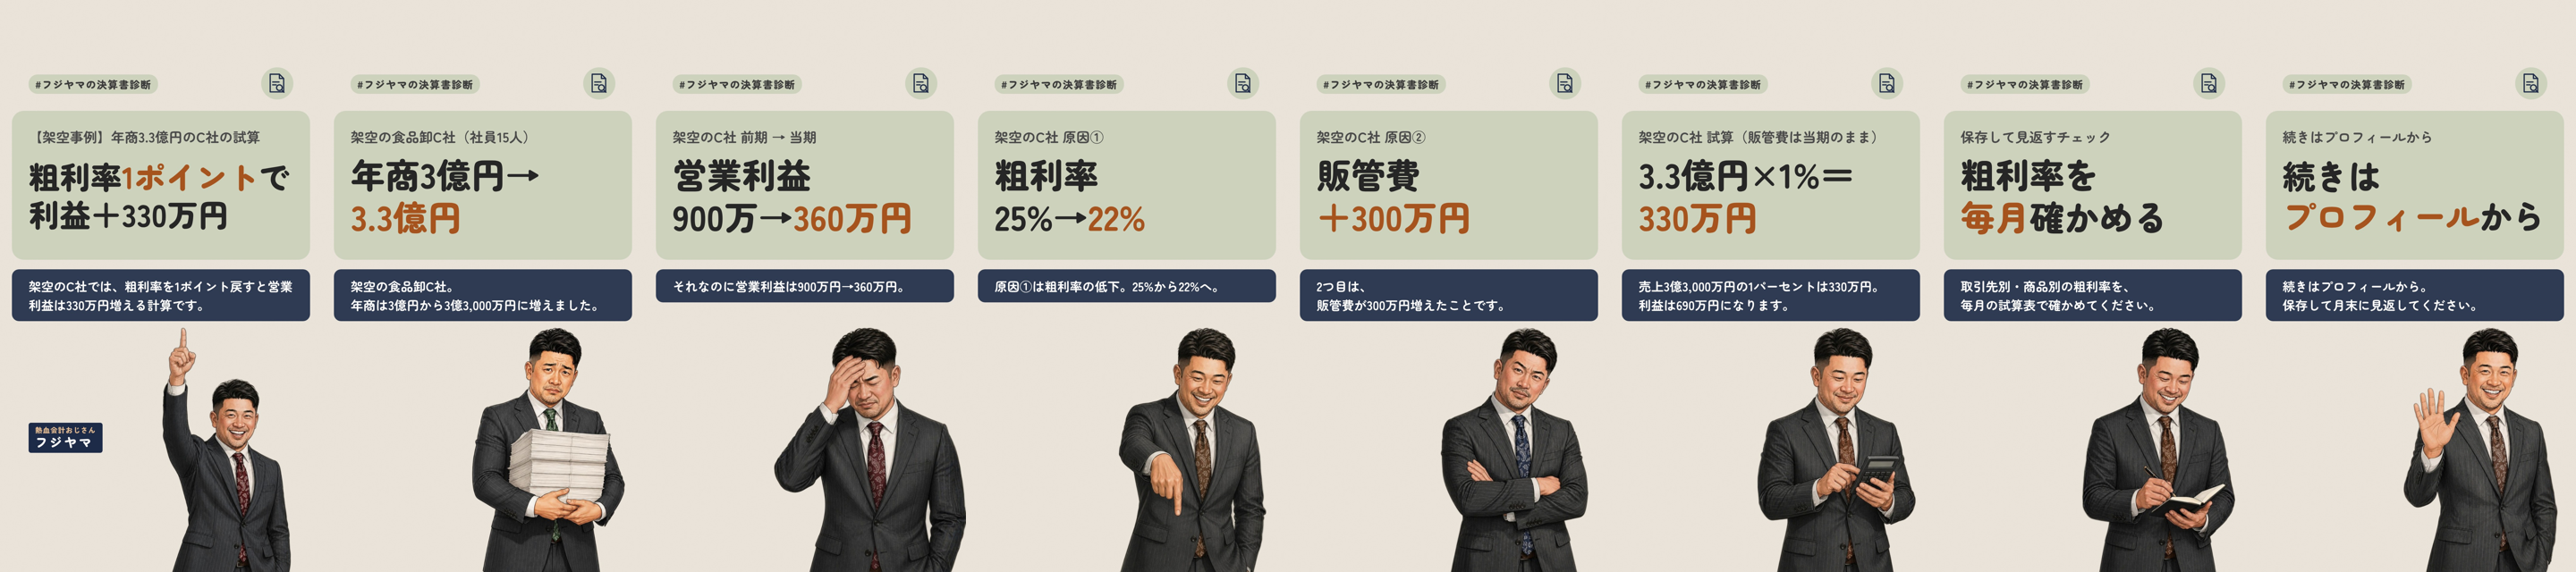 #フジヤマの決算書診断
【架空事例】年商3.3億円のC社の試算
粗利率1ポイントで
利益＋330万円
架空のC社では、粗利率を1ポイント戻すと営業
利益は330万円増える計算です。
熱血会計おじさん
フジヤマ
#フジヤマの決算書診断
架空の食品卸C社（社員15人）
年商3億円→
3.3億円
架空の食品卸C社。
年商は3億円から3億3,000万円に増えました。
#フジヤマの決算書診断
架空のC社 前期 → 当期
営業利益
900万→360万円
それなのに営業利益は900万円→360万円。
#フジヤマの決算書診断
架空のC社 原因①
粗利率
25%→22%
原因①は粗利率の低下。25%から22%へ。
#フジヤマの決算書診断
架空のC社 原因②
販管費
＋300万円
2つ目は、
販管費が300万円増えたことです。
#フジヤマの決算書診断
架空のC社 試算（販管費は当期のまま）
3.3億円×1%＝
330万円
売上3億3,000万円の1パーセントは330万円。
利益は690万円になります。
#フジヤマの決算書診断
保存して見返すチェック
粗利率を
毎月確かめる
取引先別・商品別の粗利率を、
毎月の試算表で確かめてください。
#フジヤマの決算書診断
続きはプロフィールから
続きは
プロフィールから
続きはプロフィールから。
保存して月末に見返してください。